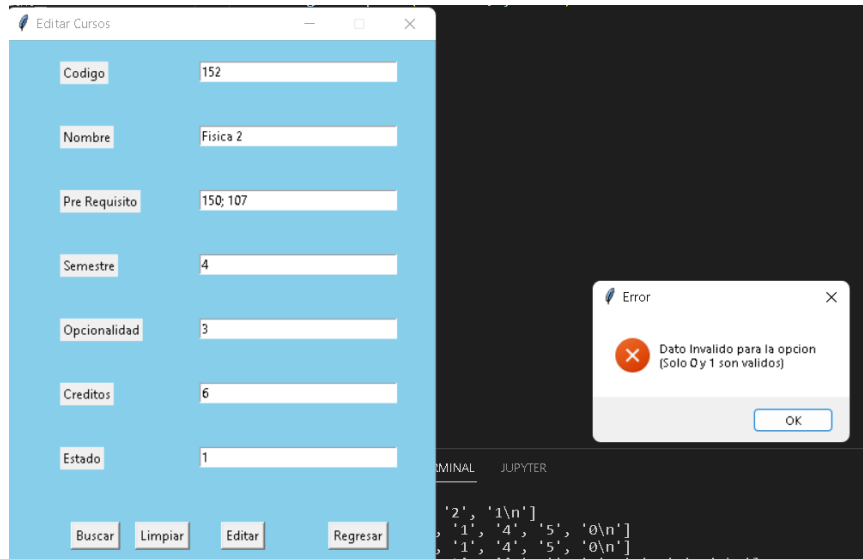 Editar Cursos
Codigo
152
Nombre
Fisica 2
Pre Requisito
150; 107
Semestre
4
Opcionalidad
3
Creditos
6
Estado
1
Buscar
Limpiar
Editar
Regresar
Error
Dato Invalido para la opcion
(Solo 0 y 1 son validos)
OK
RMINAL
JUPYTER
'2', '1\n']
, '1', '4', '5', '0\n']
, '1', '4', '5', '0\n']